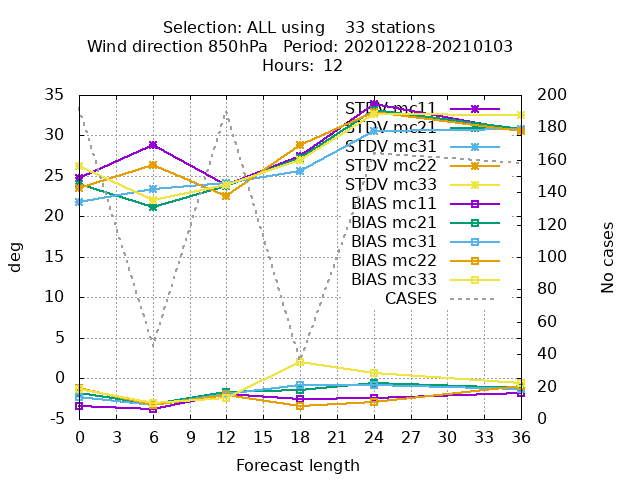 Selection: ALL using    33 stations
Wind direction 850hPa   Period: 20201228-20210103
Hours:  12
35
30
25
20
15
10
5
0
-5
deg
200
180
160
140
120
100
80
60
40
20
0
No cases
STDV mc11
STDV mc21
STDV mc31
STDV mc22
STDV mc33
BIAS mc11
BIAS mc21
BIAS mc31
BIAS mc22
BIAS mc33
CASES
0 3 6 9 12 15 18 21 24 27 30 33 36
Forecast length